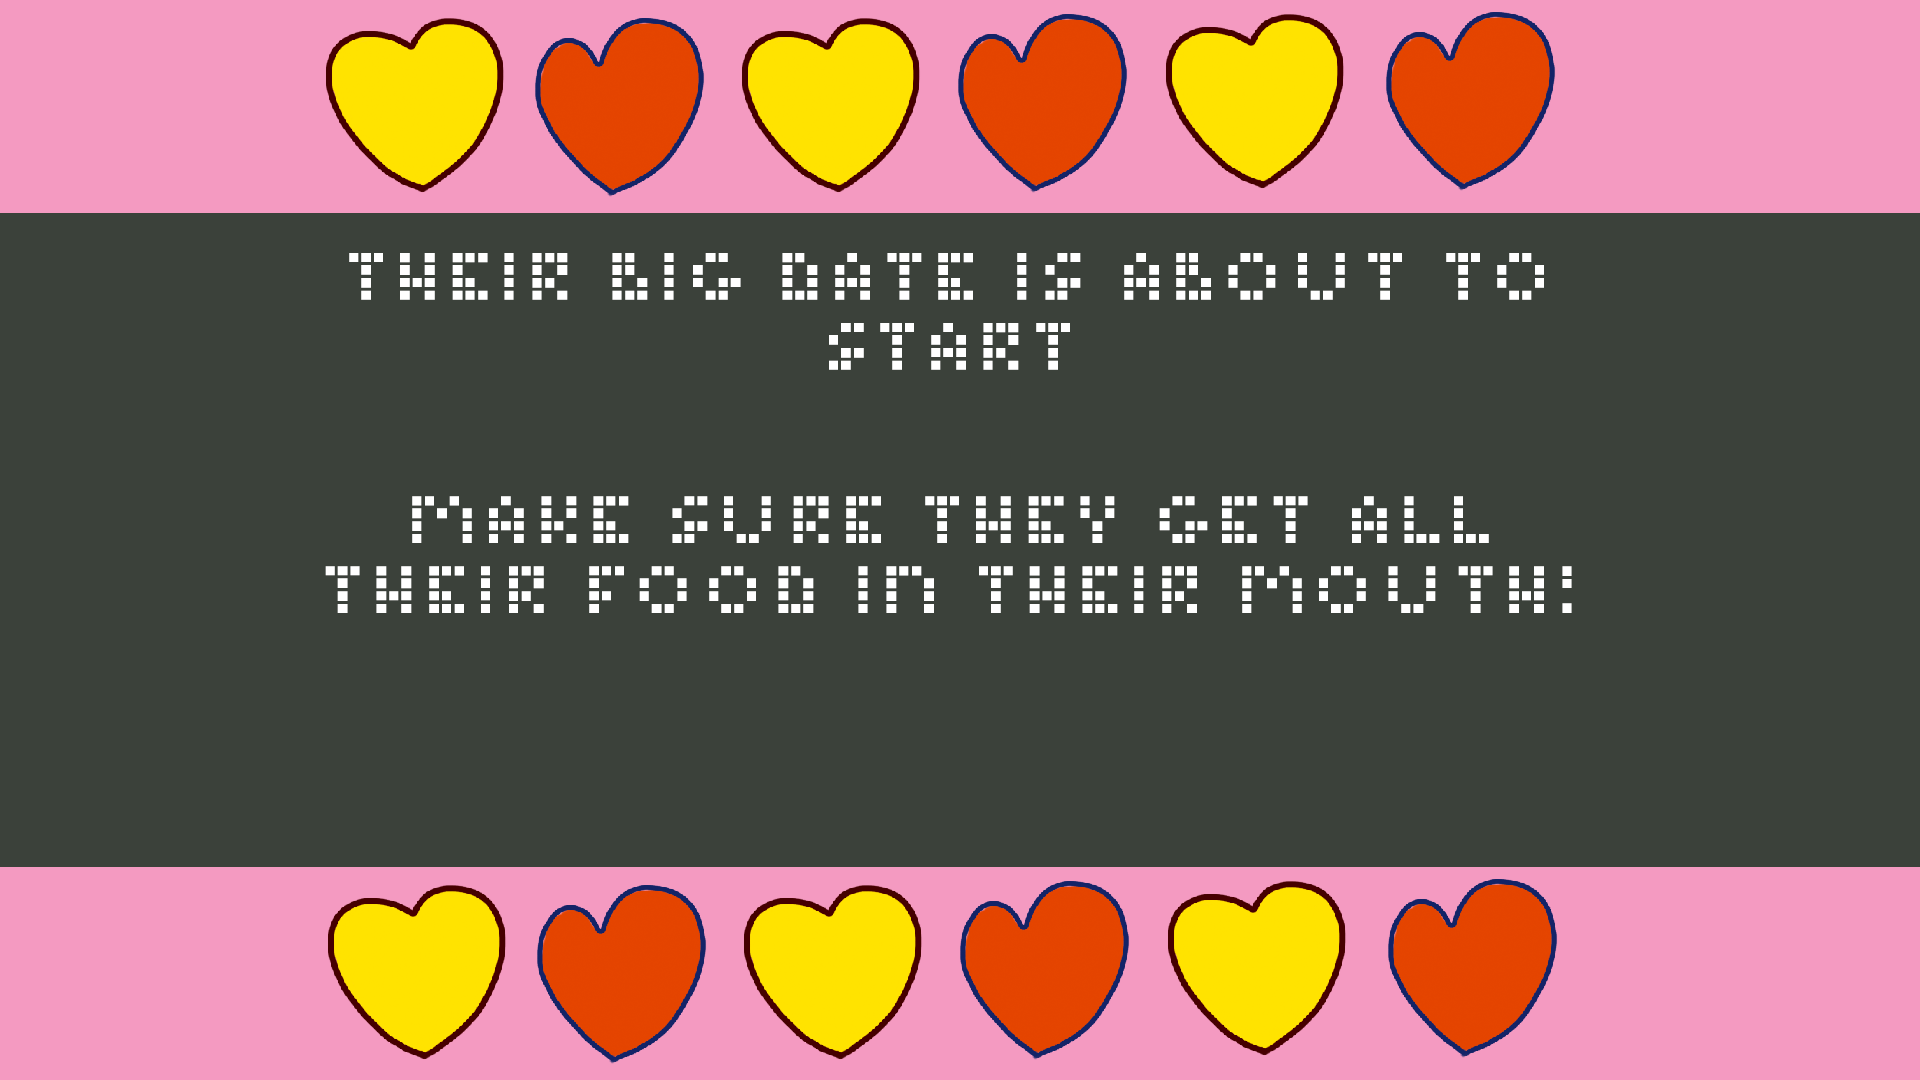 THEIR BIG DATE IS ABOUT TO
START
MAKE SURE THEY GET ALL
THEIR FOOD IN THEIR MOUTH!